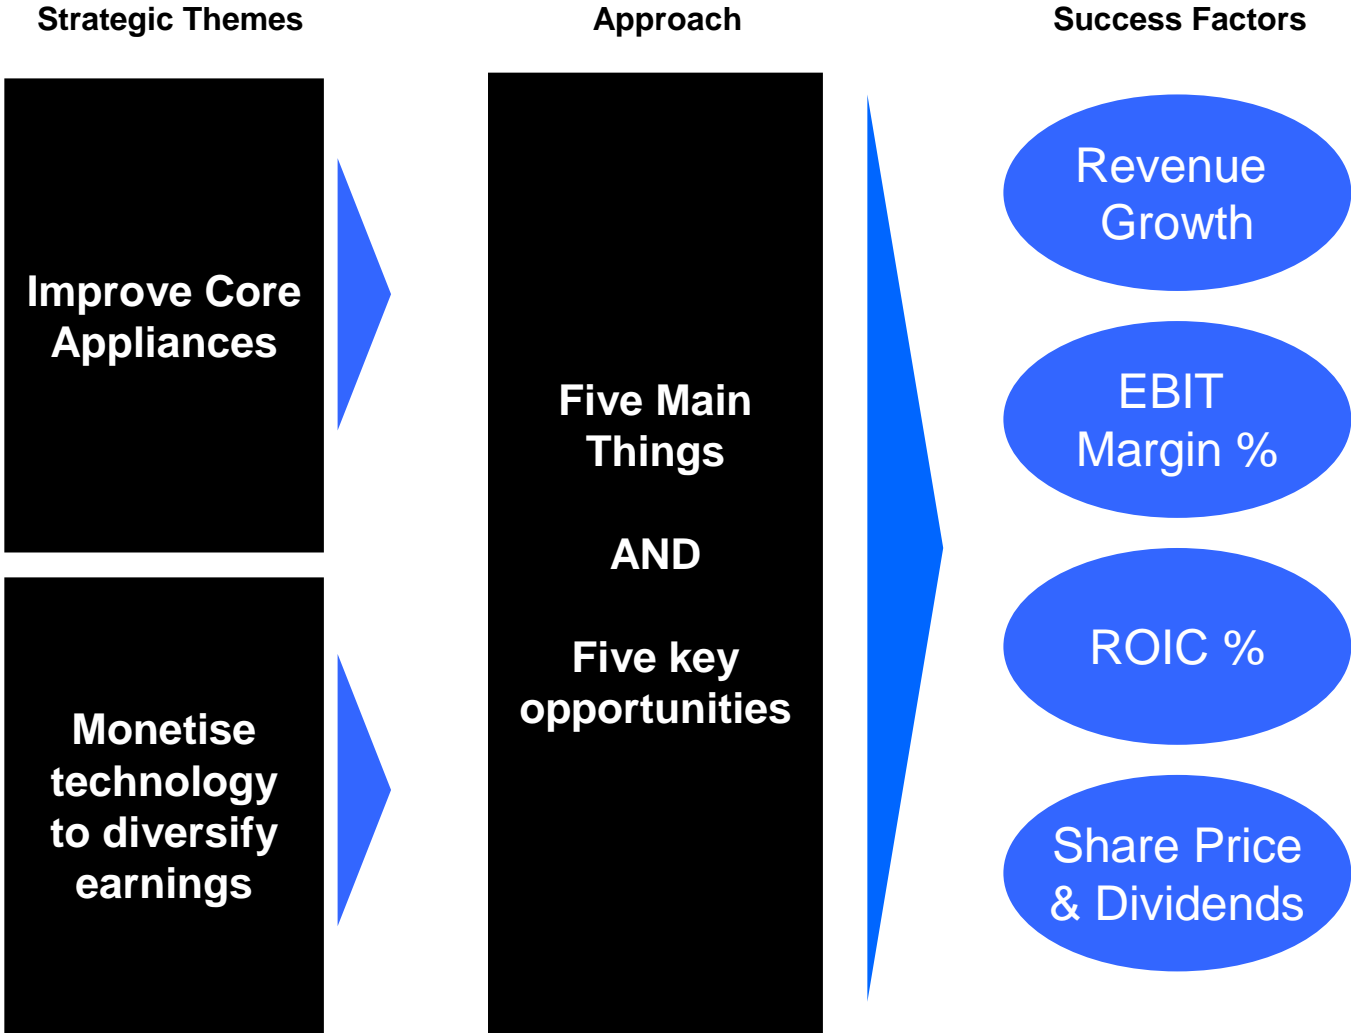 Strategic Themes
Approach
Success Factors
Improve Core
Appliances
Monetise
technology
to diversify
earnings
Five Main
Things
AND
Five key
opportunities
Revenue
Growth
EBIT
Margin %
ROIC %
Share Price
& Dividends